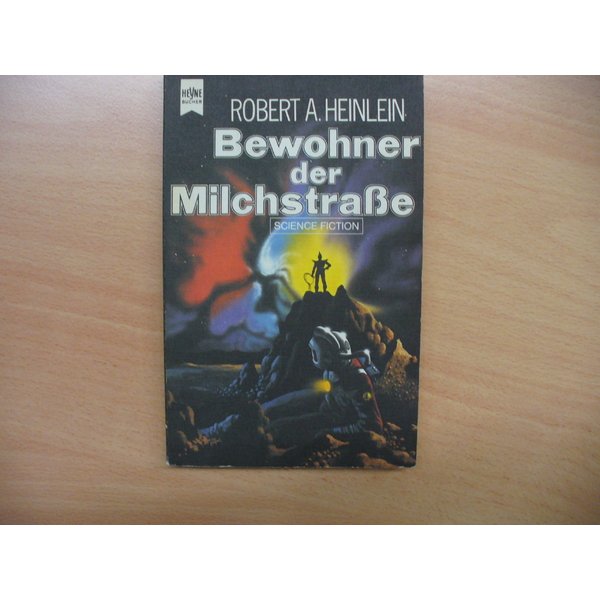 HEYNE
BÜCHER
ROBERT A. HEINLEIN
Bewohner
der
Milchstraße
SCIENCE FICTION